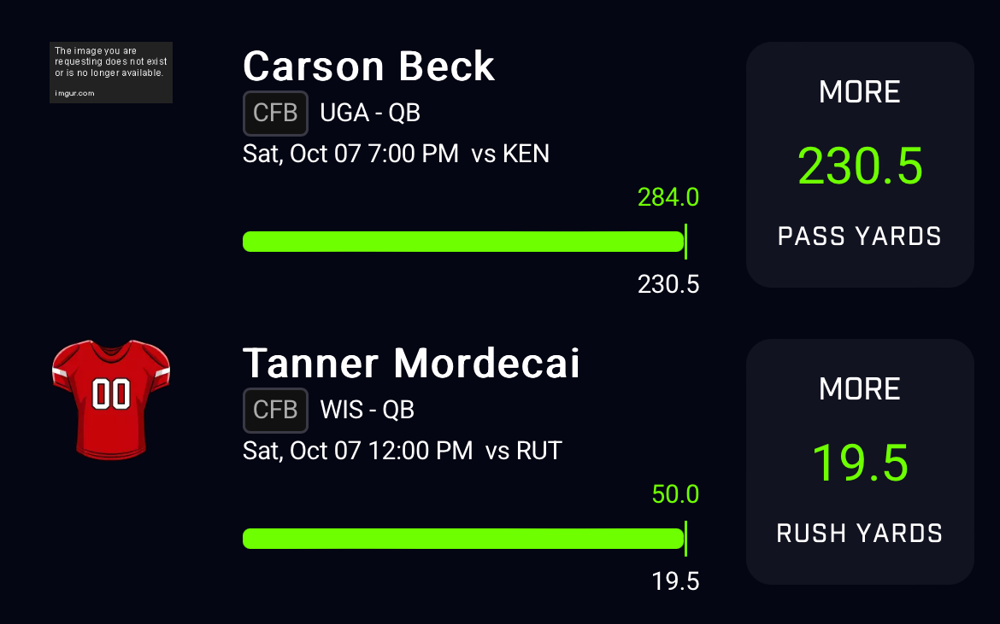 The image you are
requesting does not exist
or is no longer available.
imgur.com
Carson Beck
CFB UGA - QB
Sat, Oct 07 7:00 PM vs KEN
284.0
230.5
MORE
230.5
PASS YARDS
00
Tanner Mordecai
CFB WIS - QB
Sat, Oct 07 12:00 PM vs RUT
50.0
19.5
MORE
19.5
RUSH YARDS